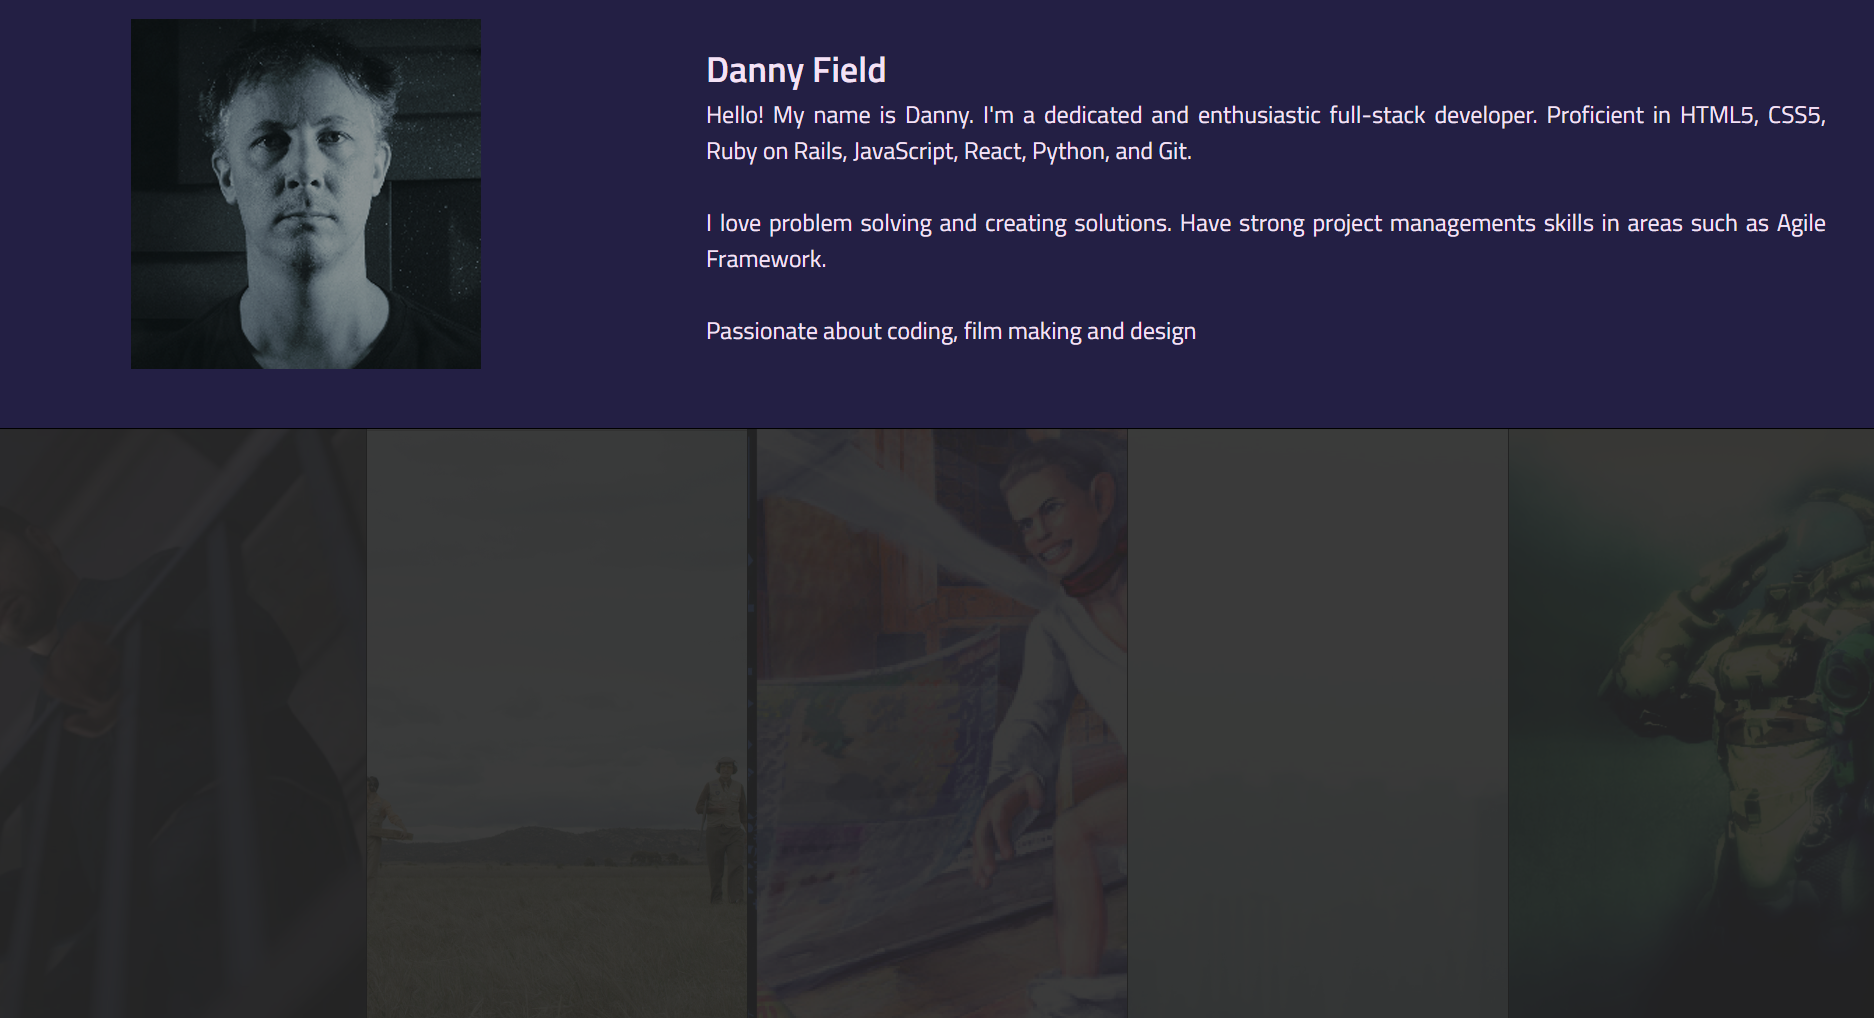 Danny Field
Hello! My name is Danny. I'm a dedicated and enthusiastic full-stack developer. Proficient in HTML5, CSS5,
Ruby on Rails, JavaScript, React, Python, and Git.
I love problem solving and creating solutions. Have strong project managements skills in areas such as Agile
Framework.
Passionate about coding, film making and design